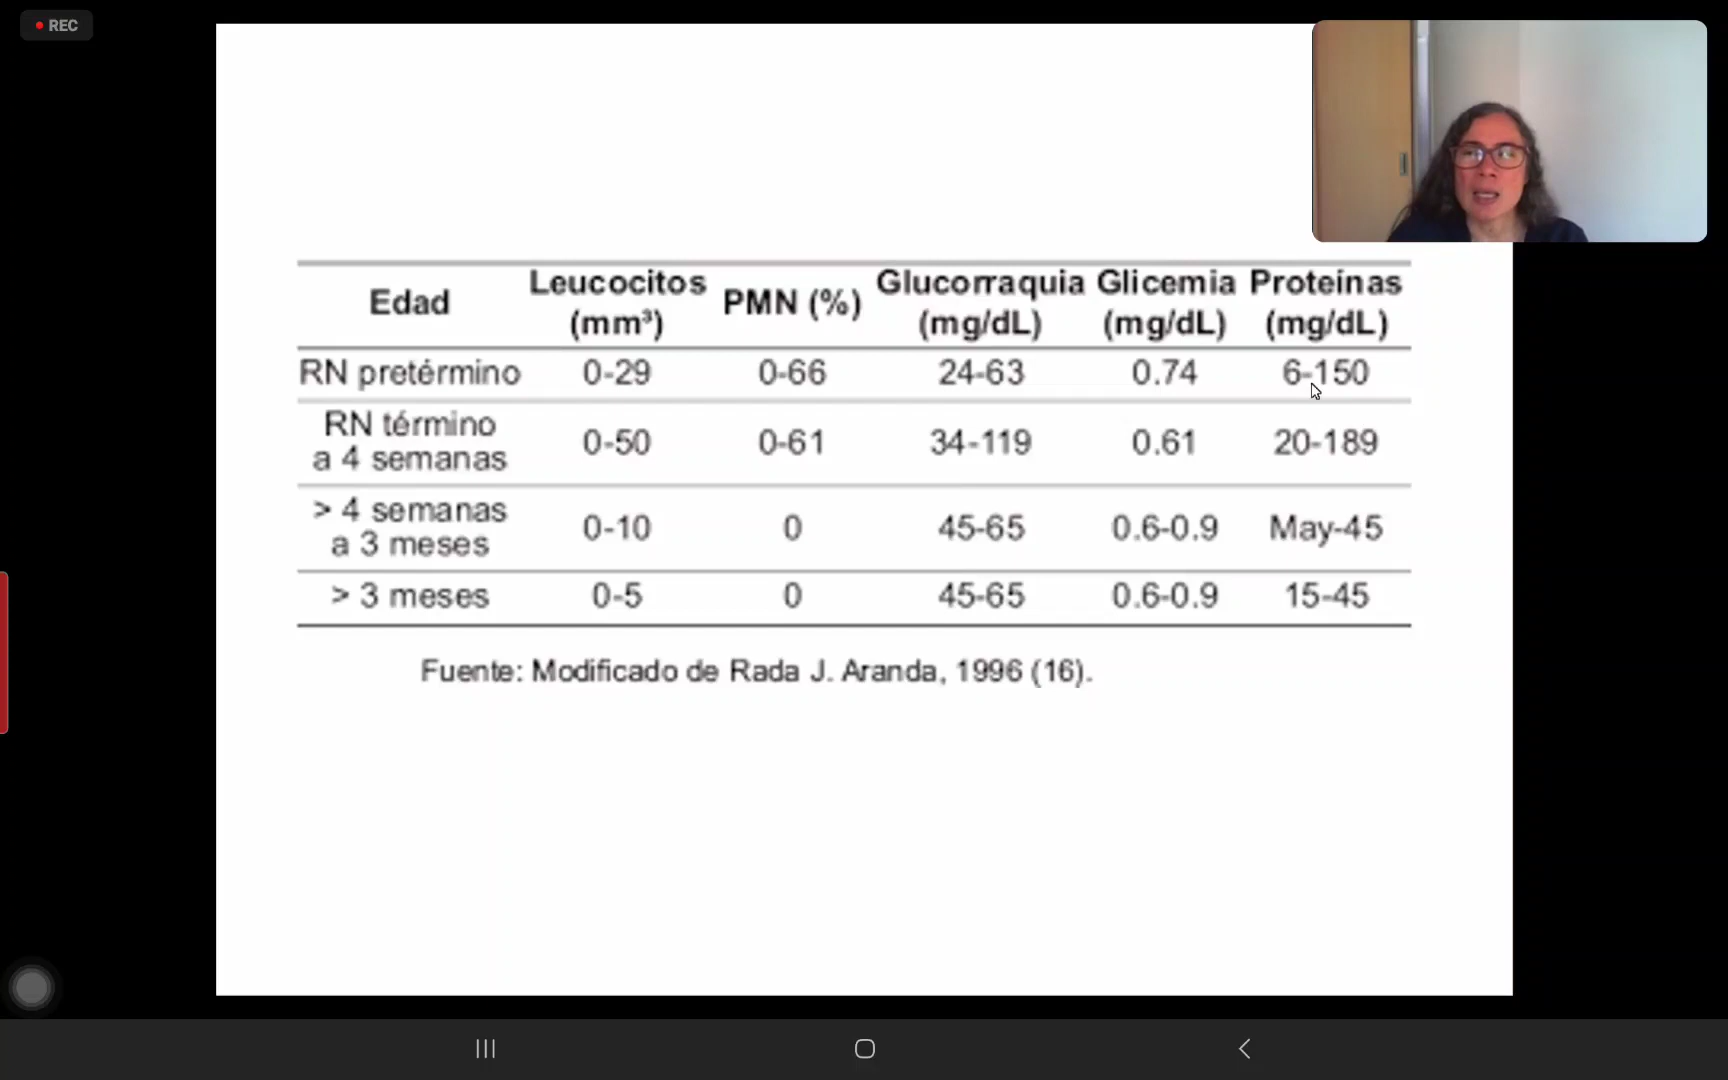 REC
Edad Leucocitos (mm³) PMN (%) Glucorraquia (mg/dL) Glicemia (mg/dL) Proteínas (mg/dL)
RN pretérmino 0-29 0-66 24-63 0.74 6-150
RN término a 4 semanas 0-50 0-61 34-119 0.61 20-189
> 4 semanas a 3 meses 0-10 0 45-65 0.6-0.9 May-45
> 3 meses 0-5 0 45-65 0.6-0.9 15-45
Fuente: Modificado de Rada J. Aranda, 1996 (16).